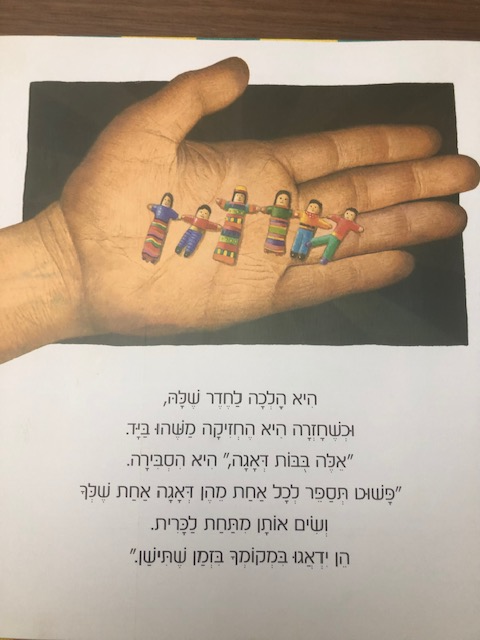 הִיא הָלְכָה לַחֶדֶר שֶׁלָּהּ,
וּכְשֶׁחָזְרָה הִיא הֶחְזִיקָה מַשֶּׁהוּ בַּיָּד.
"אֵלֶּה בֻּבּוֹת דְּאָגָה," הִיא הִסְבִּירָה.
"פָּשׁוּט תְּסַפֵּר לְכָל אַחַת מֵהֶן דְּאָגָה אַחַת שֶׁלְּךָ
וְשִׂים אוֹתָן מִתַּחַת לַכָּרִית.
הֵן יִדְאֲגוּ בִּמְקוֹמְךָ בִּזְמַן שֶׁתִּישַׁן."